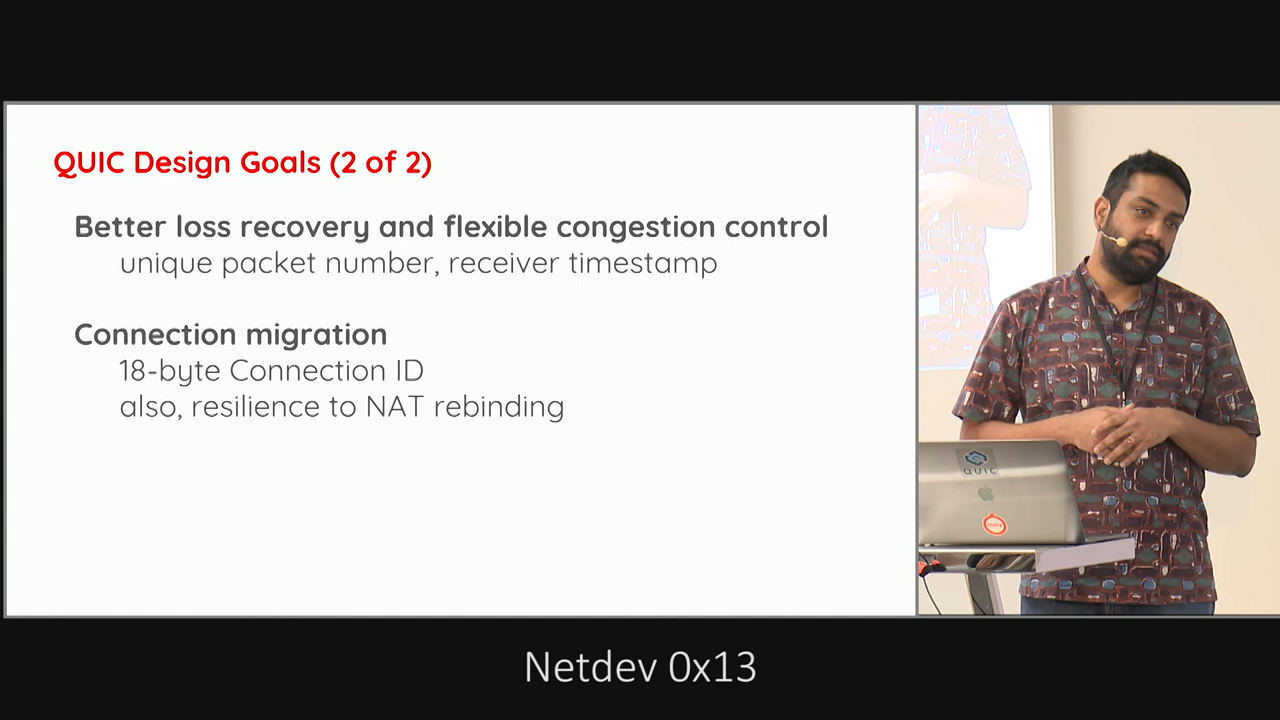 QUIC Design Goals (2 of 2)
Better loss recovery and flexible congestion control
unique packet number, receiver timestamp
Connection migration
18-byte Connection ID
also, resilience to NAT rebinding
QUIC
Netdev 0x13